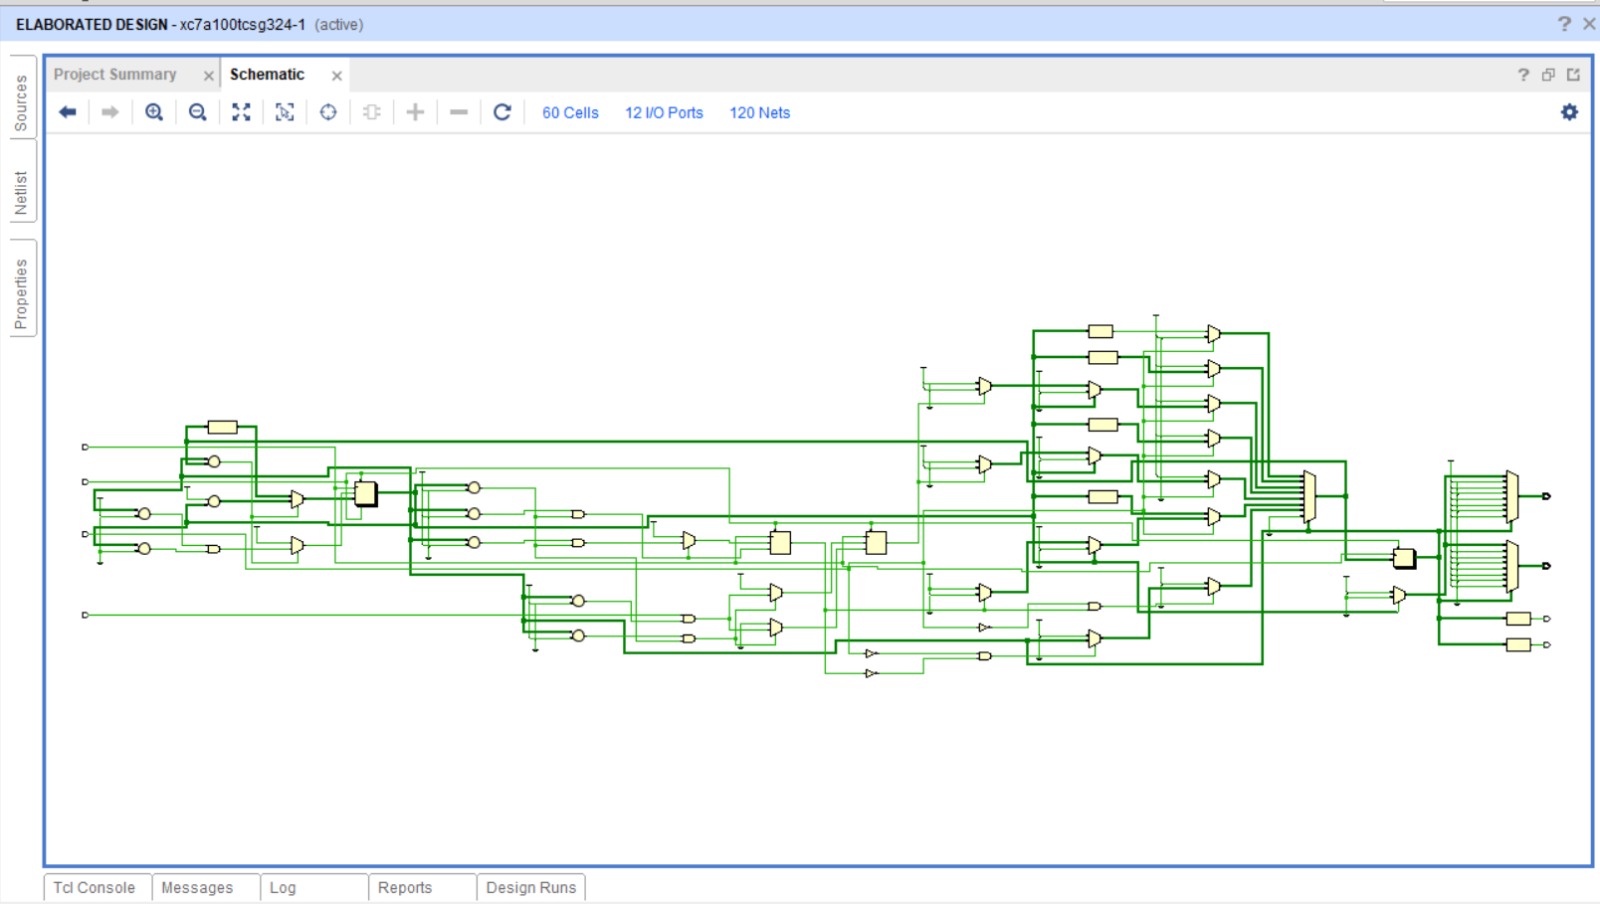 ELABORATED DESIGN - xc7a100tcsg324-1 (active)
Sources
Netlist
Properties
Project Summary
Schematic
60 Cells
12 I/O Ports
120 Nets
Tcl Console
Messages
Log
Reports
Design Runs